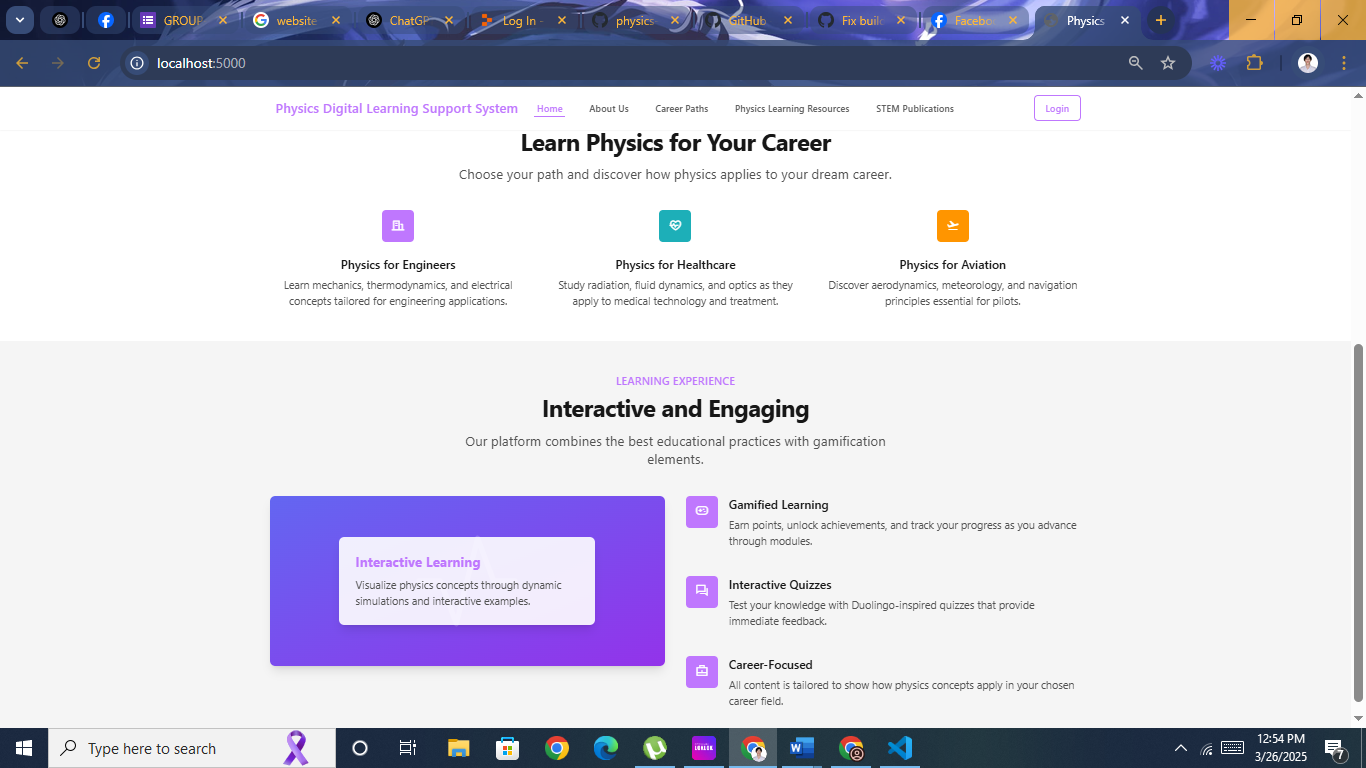 GROUP
website
ChatGP
Log In -
physics
GitHub
Fix buil
Facebo
Physics
localhost:5000
Physics Digital Learning Support System
Home
About Us
Career Paths
Physics Learning Resources
STEM Publications
Login
Learn Physics for Your Career
Choose your path and discover how physics applies to your dream career.
Physics for Engineers
Learn mechanics, thermodynamics, and electrical
concepts tailored for engineering applications.
Physics for Healthcare
Study radiation, fluid dynamics, and optics as they
apply to medical technology and treatment.
Physics for Aviation
Discover aerodynamics, meteorology, and navigation
principles essential for pilots.
LEARNING EXPERIENCE
Interactive and Engaging
Our platform combines the best educational practices with gamification
elements.
Interactive Learning
Visualize physics concepts through dynamic
simulations and interactive examples.
Gamified Learning
Earn points, unlock achievements, and track your progress as you advance
through modules.
Interactive Quizzes
Test your knowledge with Duolingo-inspired quizzes that provide
immediate feedback.
Career-Focused
All content is tailored to show how physics concepts apply in your chosen
career field.
Type here to search
12:54 PM
3/26/2025
7